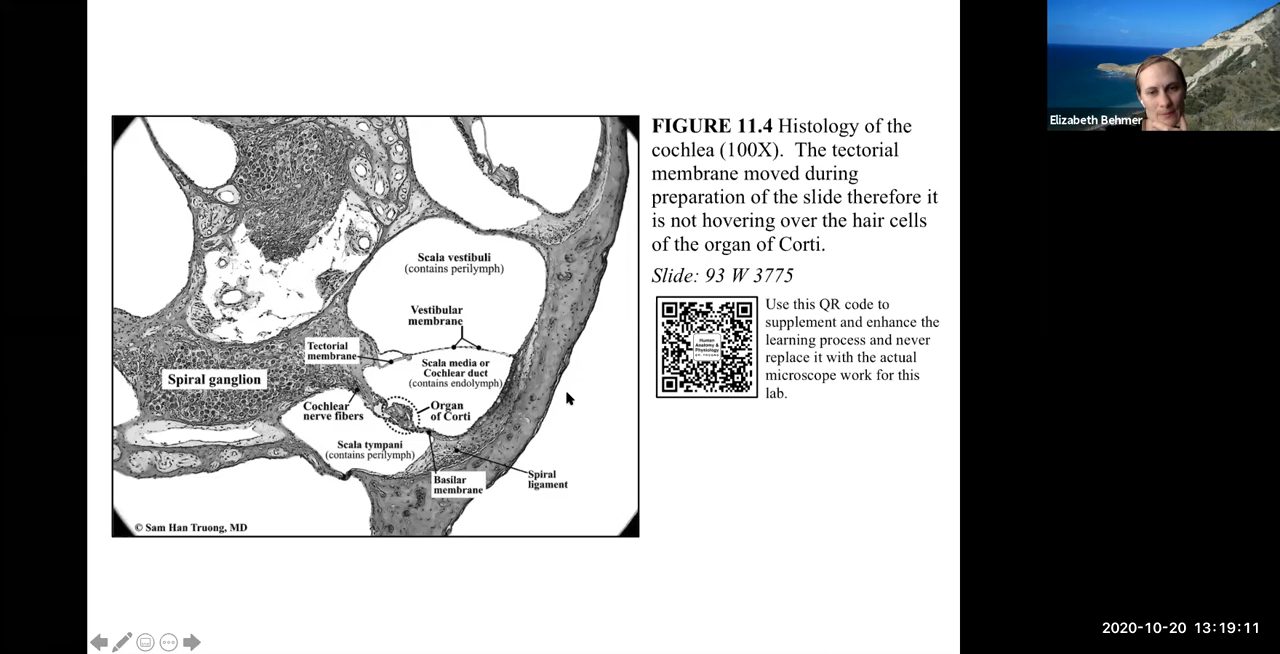 Elizabeth Behmer
FIGURE 11.4 Histology of the
cochlea (100X).  The tectorial
membrane moved during
preparation of the slide therefore it
is not hovering over the hair cells
of the organ of Corti.
Slide: 93 W 3775
Use this QR code to
supplement and enhance the
learning process and never
replace it with the actual
microscope work for this
lab.
Human
Anatomy &
Physiology
Scala vestibuli
(contains perilymph)
Vestibular
membrane
Tectorial
membrane
Scala media or
Cochlear duct
(contains endolymph)
Spiral ganglion
Cochlear
nerve fibers
Organ
of Corti
Scala tympani
(contains perilymph)
Basilar
membrane
Spiral
ligament
© Sam Han Truong, MD
2020-10-20 13:19:11